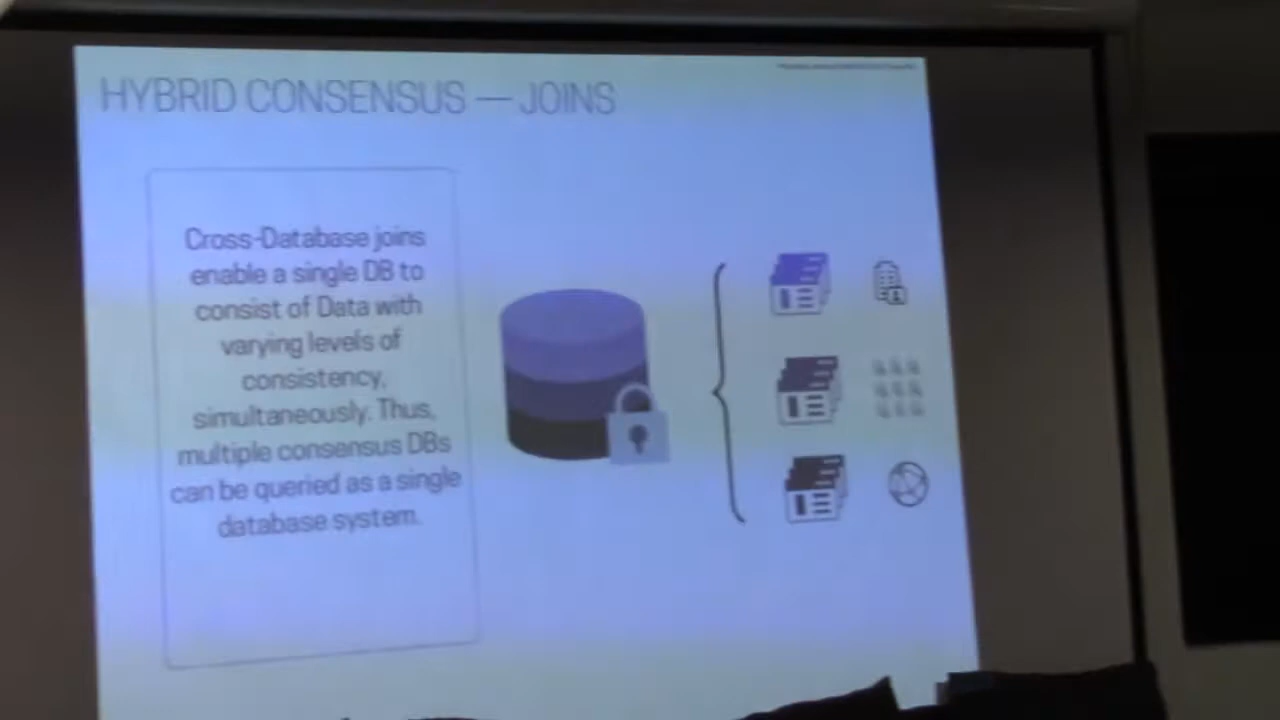 HYBRID CONSENSUS — JOINS
Cross-Database joins
enable a single DB to
consist of Data with
varying levels of
consistency,
simultaneously. Thus,
multiple consensus DBs
can be queried as a single
database system.